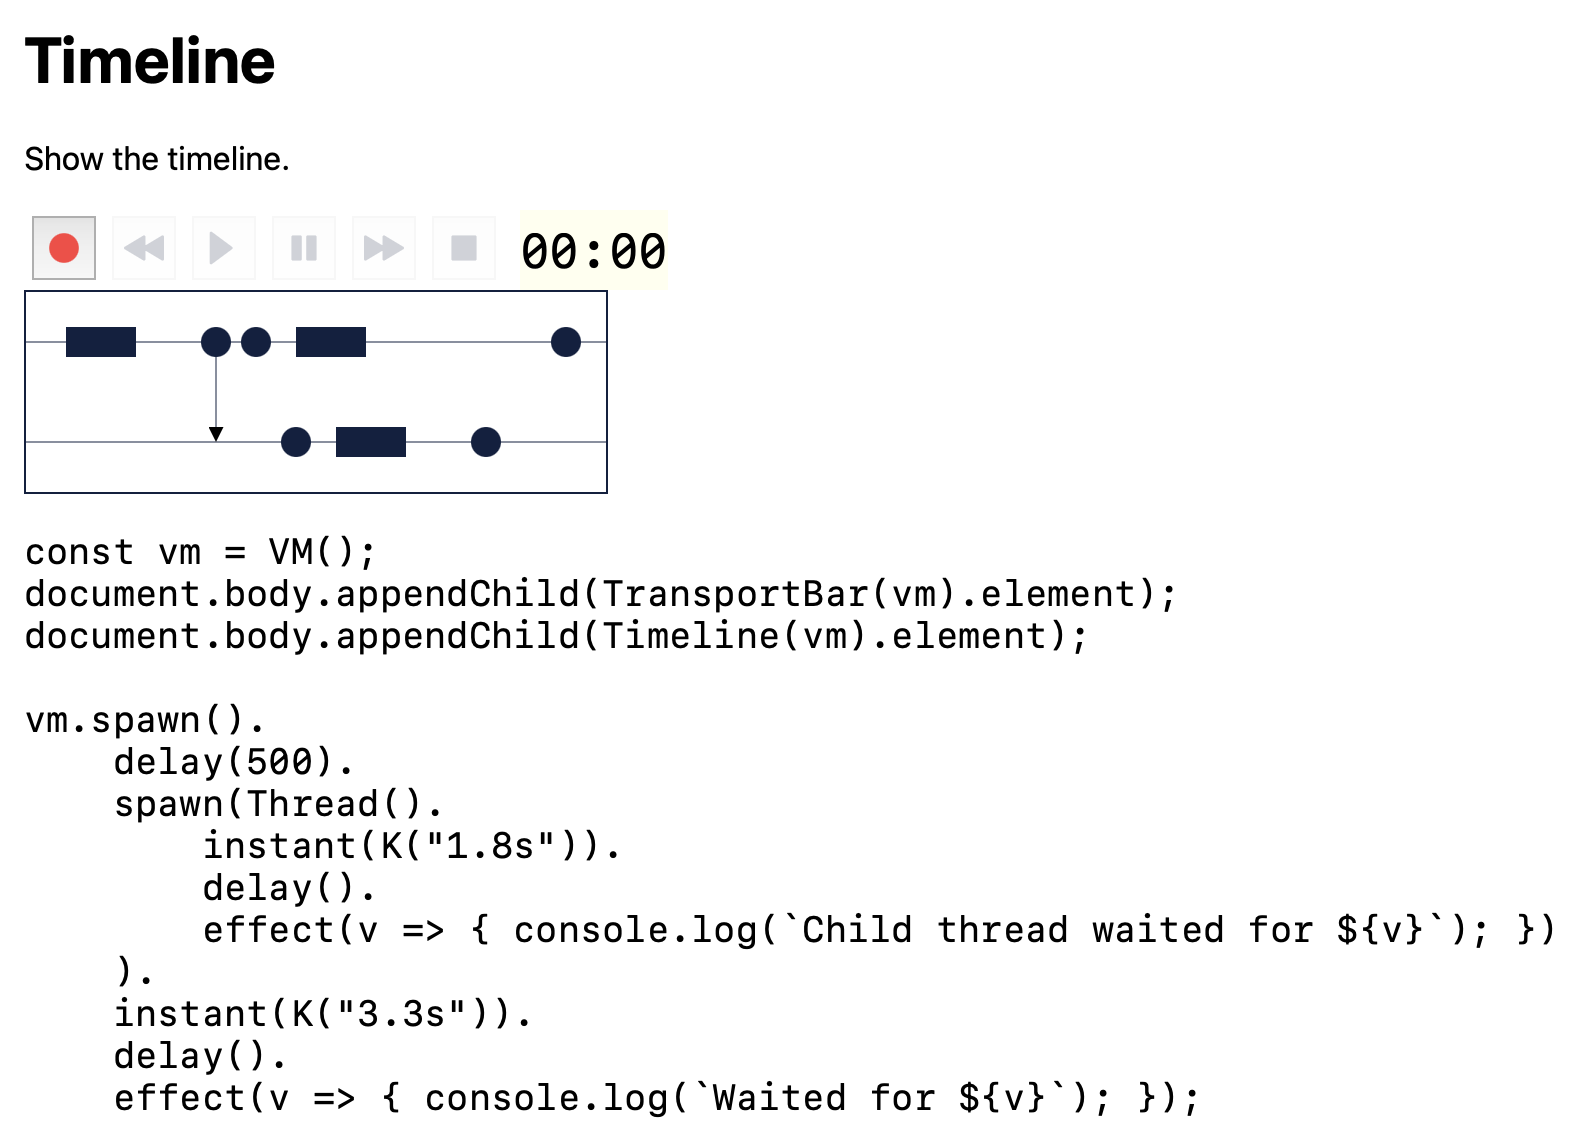 Timeline
Show the timeline.
00:00
const vm = VM();
document.body.appendChild(TransportBar(vm).element);
document.body.appendChild(Timeline(vm).element);
vm.spawn().
    delay(500).
    spawn(Thread().
        instant(K("1.8s")).
        delay().
        effect(v => { console.log(`Child thread waited for ${v}`); })
    ).
    instant(K("3.3s")).
    delay().
    effect(v => { console.log(`Waited for ${v}`); });